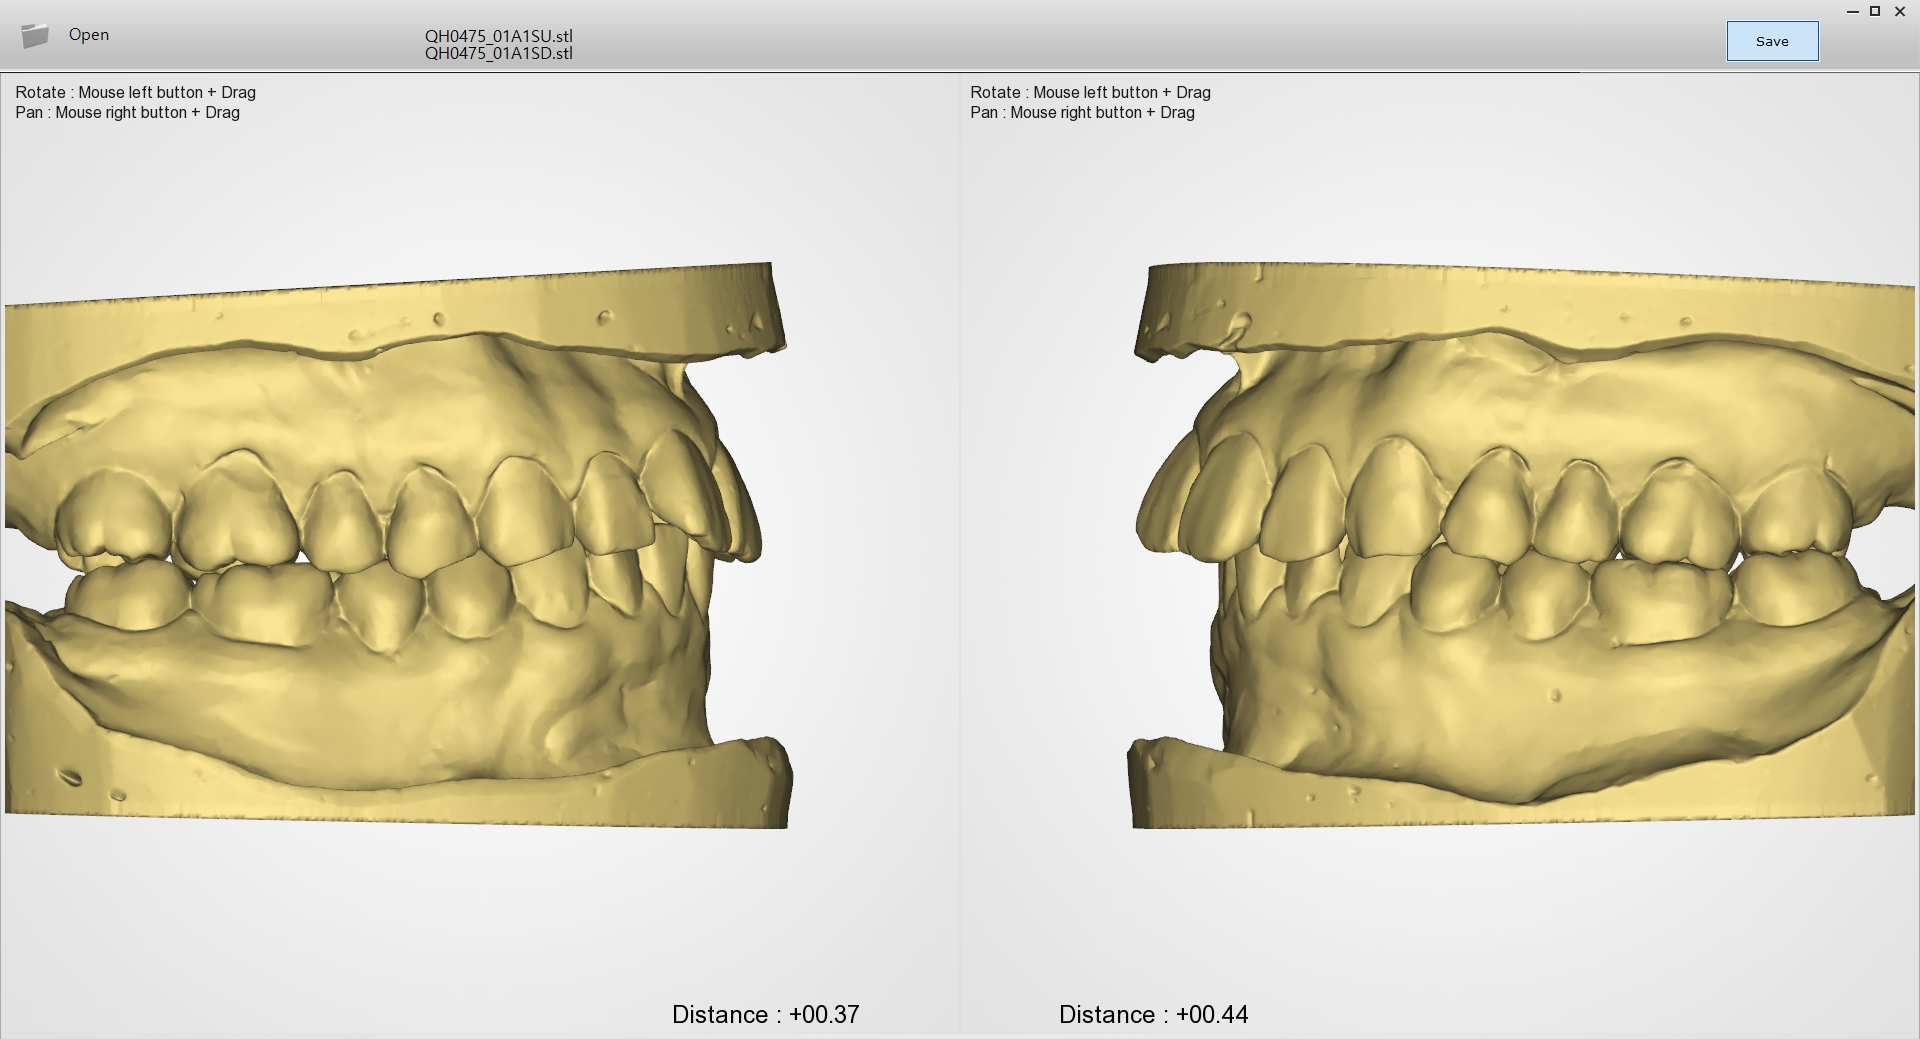 Open
QH0475_01A1SU.stl
QH0475_01A1SD.stl
Save
Rotate : Mouse left button + Drag
Pan : Mouse right button + Drag
Rotate : Mouse left button + Drag
Pan : Mouse right button + Drag
Distance : +00.37
Distance : +00.44